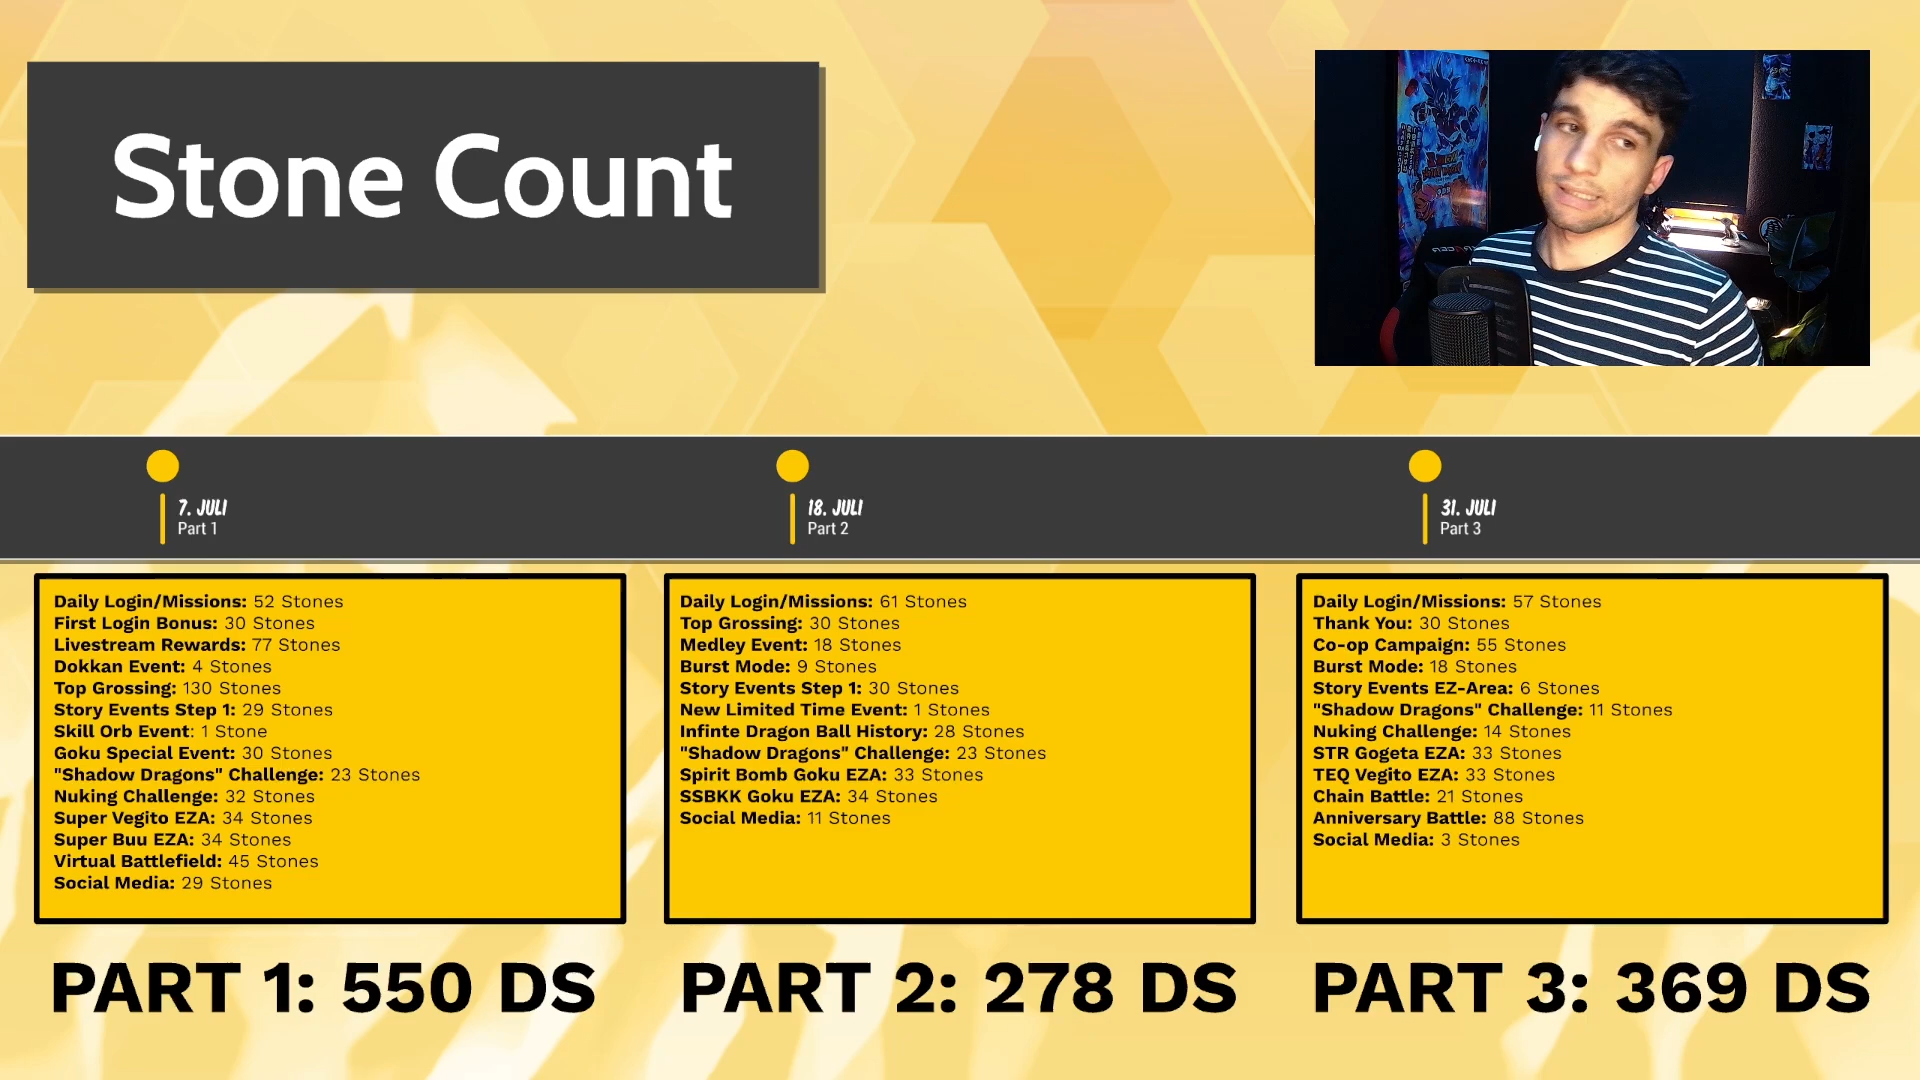 Stone Count
7. JULI
Part 1
18. JULI
Part 2
31. JULI
Part 3
Daily Login/Missions: 52 Stones
First Login Bonus: 30 Stones
Livestream Rewards: 77 Stones
Dokkan Event: 4 Stones
Top Grossing: 130 Stones
Story Events Step 1: 29 Stones
Skill Orb Event: 1 Stone
Goku Special Event: 30 Stones
"Shadow Dragons" Challenge: 23 Stones
Nuking Challenge: 32 Stones
Super Vegito EZA: 34 Stones
Super Buu EZA: 34 Stones
Virtual Battlefield: 45 Stones
Social Media: 29 Stones
Daily Login/Missions: 61 Stones
Top Grossing: 30 Stones
Medley Event: 18 Stones
Burst Mode: 9 Stones
Story Events Step 1: 30 Stones
New Limited Time Event: 1 Stones
Infinte Dragon Ball History: 28 Stones
"Shadow Dragons" Challenge: 23 Stones
Spirit Bomb Goku EZA: 33 Stones
SSBKK Goku EZA: 34 Stones
Social Media: 11 Stones
Daily Login/Missions: 57 Stones
Thank You: 30 Stones
Co-op Campaign: 55 Stones
Burst Mode: 18 Stones
Story Events EZ-Area: 6 Stones
"Shadow Dragons" Challenge: 11 Stones
Nuking Challenge: 14 Stones
STR Gogeta EZA: 33 Stones
TEQ Vegito EZA: 33 Stones
Chain Battle: 21 Stones
Anniversary Battle: 88 Stones
Social Media: 3 Stones
PART 1: 550 DS
PART 2: 278 DS
PART 3: 369 DS